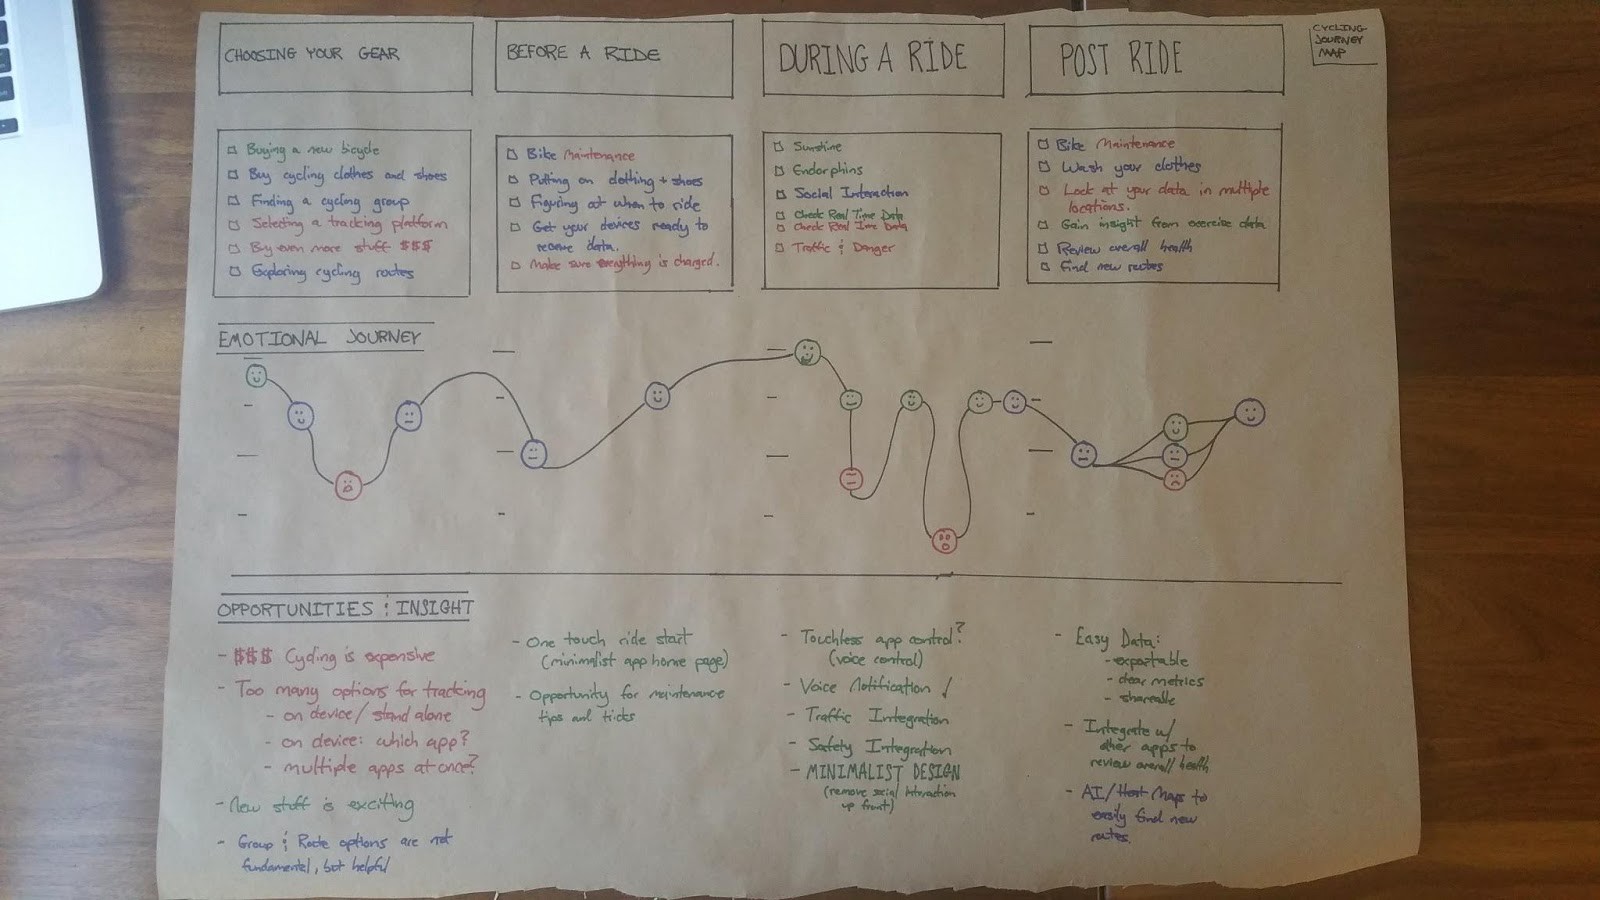 CYCLING
JOURNEY
MAP
CHOOSING YOUR GEAR
Buying a new bicycle
Buy cycling clothes and shoes
Finding a cycling group
Selecting a tracking platform
Buy even more stuff $$$
Exploring cycling routes
BEFORE A RIDE
Bike Maintenance
Putting on clothing + shoes
Figuring out when to ride
Get your devices ready to
receive data.
Make sure everything is charged.
DURING A RIDE
Sunshine
Endorphins
Social Interaction
Check Real Time Data
Check Real Time Data
Traffic & Danger
POST RIDE
Bike Maintenance
Wash your clothes
Look at your data in multiple
locations.
Gain insight from exercise data
Review overall health
Find new routes
EMOTIONAL JOURNEY
OPPORTUNITIES & INSIGHT
- $$$ Cycling is expensive
- Too many options for tracking
- on device/stand alone
- on device: which app?
- multiple apps at once?
- New stuff is exciting
- Group & Route options are not
fundamental, but helpful
- One touch ride start
(minimalist app home page)
- Opportunity for maintenance
tips and tricks
- Touchless app control?
(voice control)
- Voice Notification ✓
- Traffic Integration
- Safety Integration
- MINIMALIST DESIGN
(remove social interaction
up front)
- Easy Data:
- exportable
- clear metrics
- shareable
- Integrate w/
other apps to
review overall health
- AI/ Heat Maps to
easily find new
routes.